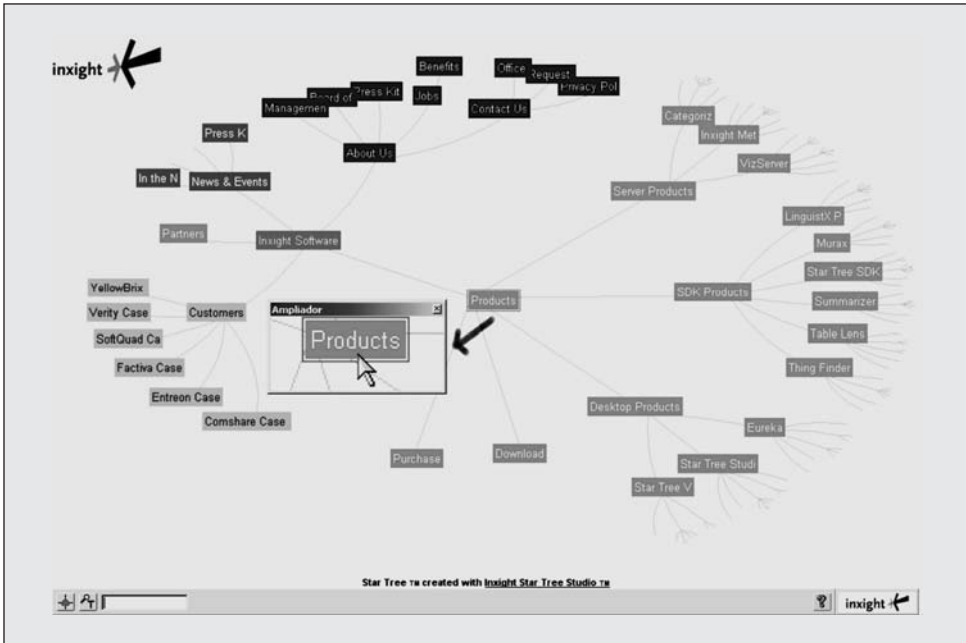 inxight
Benefits
Office
Request
Privacy Pol
Board of
Press Kit
Managemen
Jobs
Contact Us
About Us
Press K
In the N
News & Events
Partners
Inxight Software
Categoriz
Inxight Met
VizServer
Server Products
LinguistX P
Murax
Star Tree SDK
SDK Products
Summarizer
Table Lens
Thing Finder
Products
YellowBrix
Verity Case
Customers
SoftQuad Ca
Factiva Case
Entreon Case
Comshare Case
Ampliador
Products
Desktop Products
Eureka
Star Tree Studi
Star Tree V
Purchase
Download
Star Tree TM created with Inxight Star Tree Studio TM
inxight